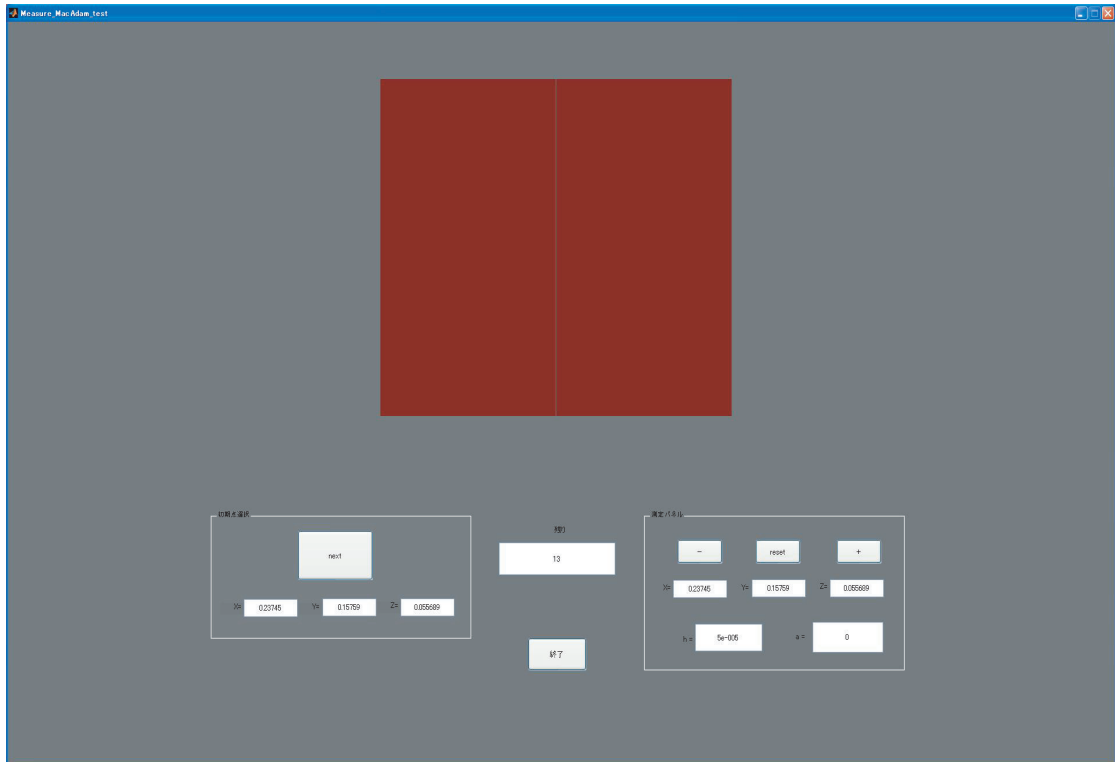 Measure_MacAdam_test
初期点選択
next
X= 0.23745 Y= 0.15759 Z= 0.055689
残り
13
終了
測定パネル
- reset +
X= 0.23745 Y= 0.15759 Z= 0.055689
h = 5e-005 a = 0